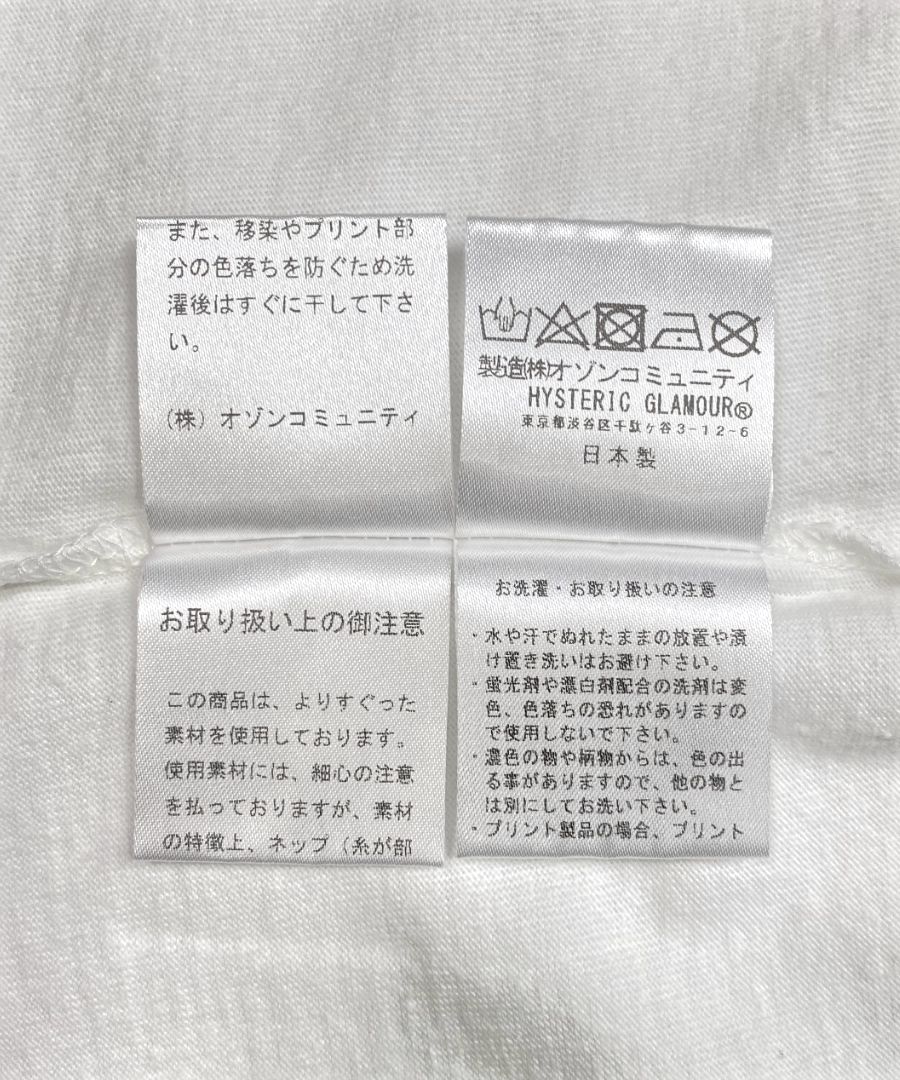 また、移染やプリント部
分の色落ちを防ぐため洗
濯後はすぐに干して下さ
い。
(株) オゾンコミュニティ
製造(株)オゾンコミュニティ
HYSTERIC GLAMOUR®
東京都渋谷区千駄ヶ谷3-12-6
日本製
お取り扱い上の御注意
この商品は、よりすぐった
素材を使用しております。
使用素材には、細心の注意
を払っておりますが、素材
の特徴上、ネップ（糸が部
お洗濯・お取り扱いの注意
・水や汗でぬれたままの放置や漬
け置き洗いはお避け下さい。
・蛍光剤や漂白剤配合の洗剤は変
色、色落ちの恐れがありますの
で使用しないで下さい。
・濃色の物や柄物からは、色の出
る事がありますので、他の物と
は別にしてお洗い下さい。
・プリント製品の場合、プリント